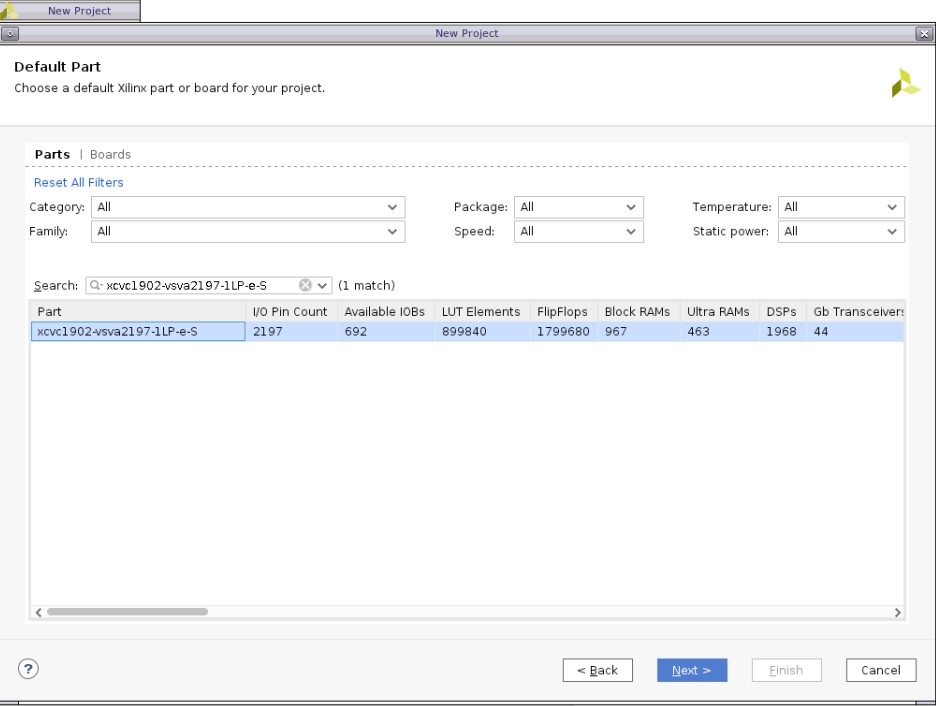 New Project
New Project
Default Part
Choose a default Xilinx part or board for your project.
Parts | Boards
Reset All Filters
Category: All Package: All Temperature: All
Family: All Speed: All Static power: All
Search: xcvc1902-vsva2197-1LP-e-S (1 match)
Part I/O Pin Count Available IOBs LUT Elements FlipFlops Block RAMs Ultra RAMs DSPs Gb Transceivers
xcvc1902-vsva2197-1LP-e-S 2197 692 899840 1799680 967 463 1968 44
? < Back Next > Finish Cancel